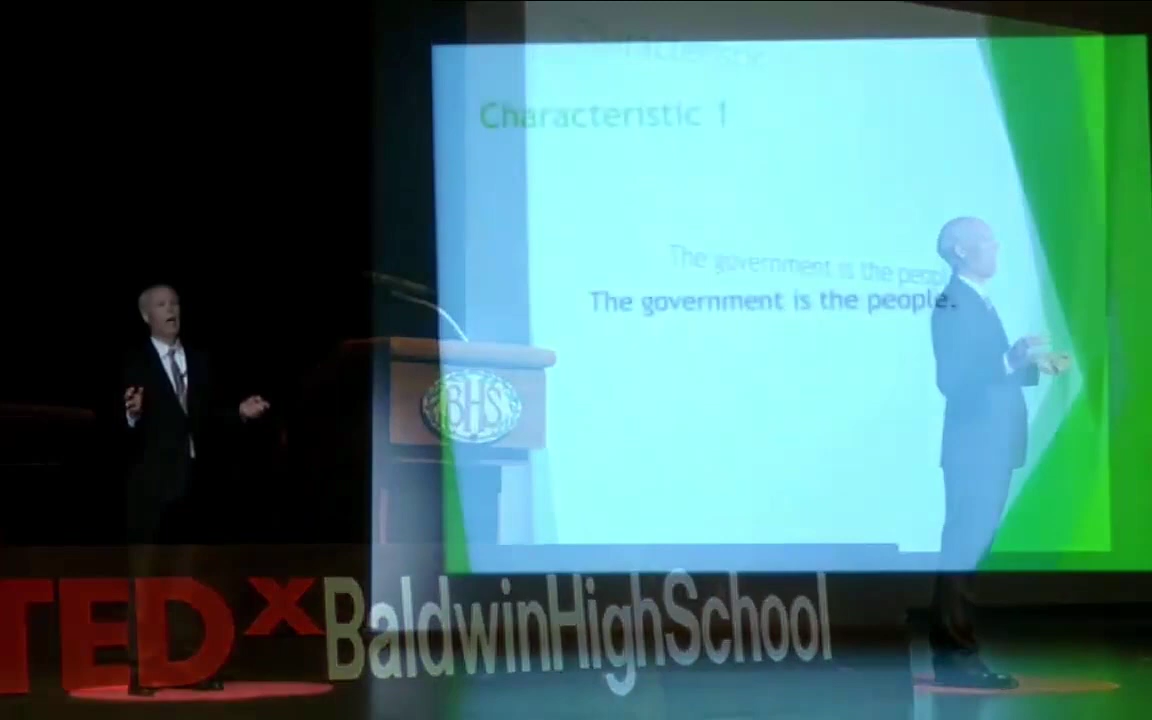 Characteristic 1
The government is the people
The government is the people.
BHS
TEDxBaldwinHighSchool